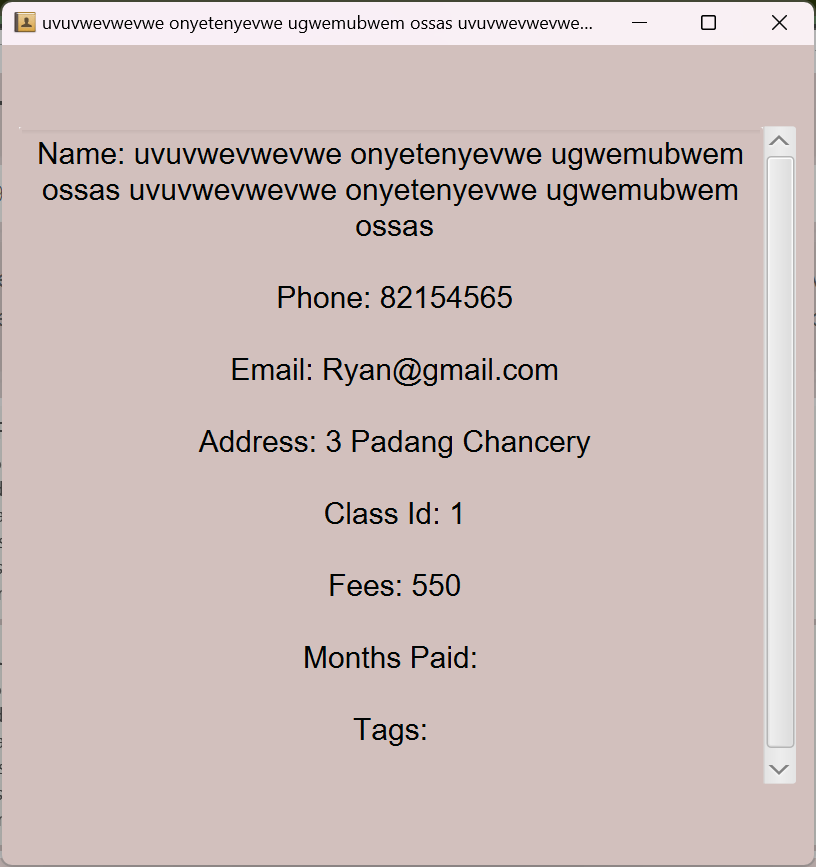 uvuvwevwevwe onyetenyevwe ugwemubwem ossas uvuvwevwevwe...
Name: uvuvwevwevwe onyetenyevwe ugwemubwem
ossas uvuvwevwevwe onyetenyevwe ugwemubwem
ossas
Phone: 82154565
Email: Ryan@gmail.com
Address: 3 Padang Chancery
Class Id: 1
Fees: 550
Months Paid:
Tags: